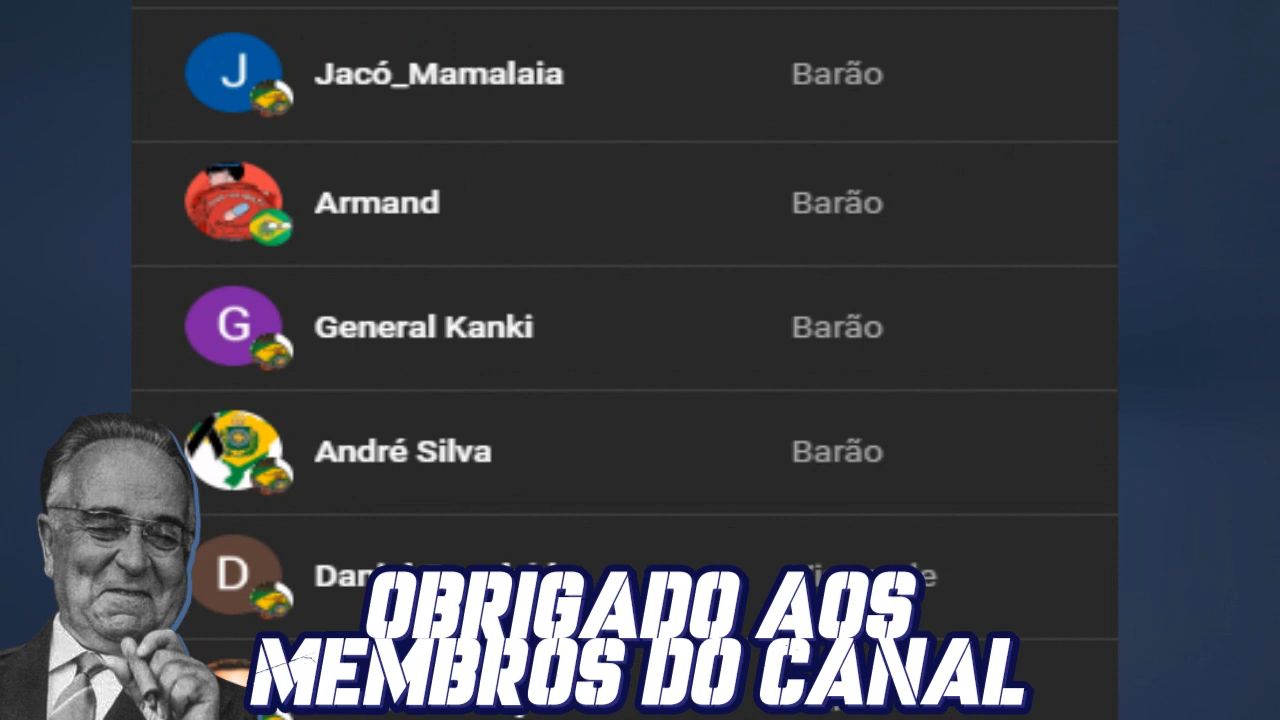 J Jacó_Mamalaia Barão
Armand Barão
G General Kanki Barão
André Silva Barão
D
OBRIGADO AOS
MEMBROS DO CANAL